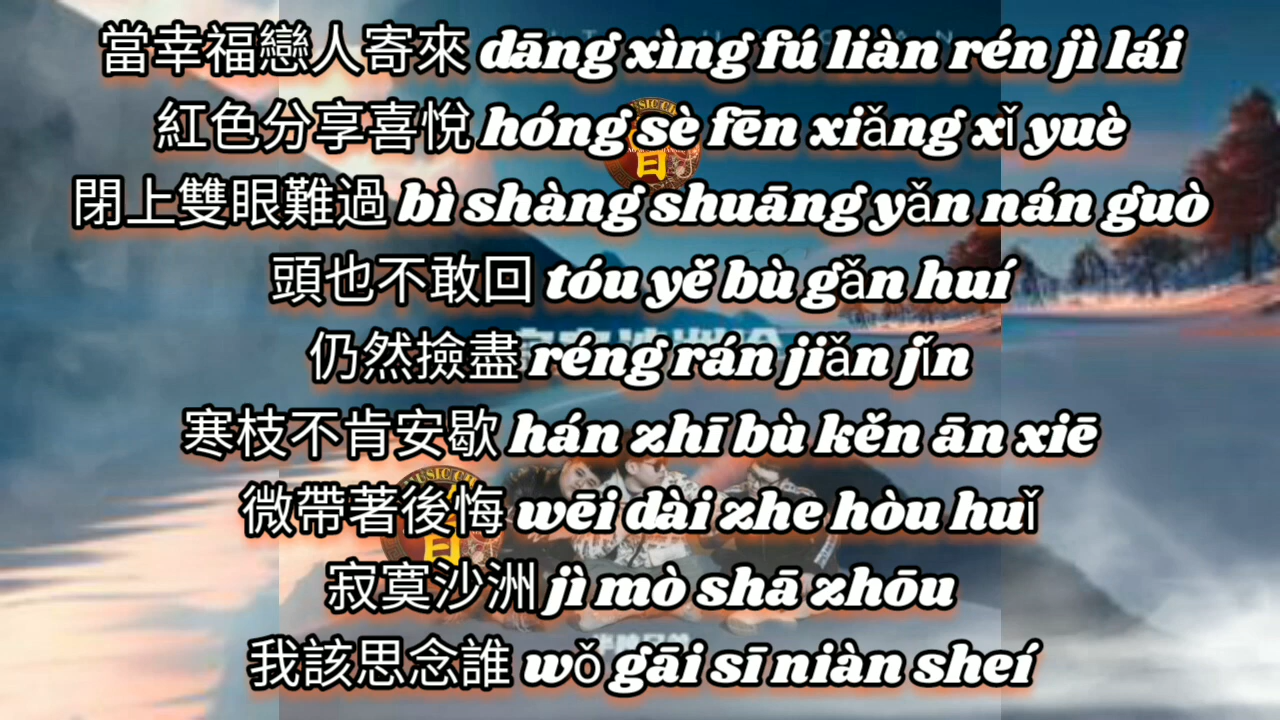 當幸福戀人寄來 dāng xìng fú liàn rén jì lái
紅色分享喜悅 hóng sè fēn xiǎng xǐ yuè
閉上雙眼難過 bì shàng shuāng yǎn nán guò
頭也不敢回 tóu yě bù gǎn huí
仍然撿盡 réng rán jiǎn jǐn
寒枝不肯安歇 hán zhī bù kěn ān xiē
微帶著後悔 wēi dài zhe hòu huǐ
寂寞沙洲 jì mò shā zhōu
我該思念誰 wǒ gāi sī niàn sheí